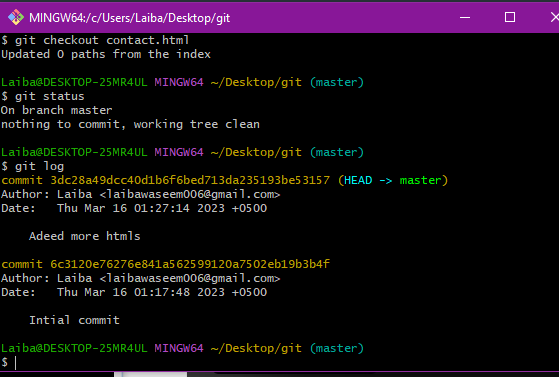 MINGW64:/c/Users/Laiba/Desktop/git
$ git checkout contact.html
Updated 0 paths from the index
Laiba@DESKTOP-25MR4UL MINGW64 ~/Desktop/git (master)
$ git status
On branch master
nothing to commit, working tree clean
Laiba@DESKTOP-25MR4UL MINGW64 ~/Desktop/git (master)
$ git log
commit 3dc28a49dcc40d1b6f6bed713da235193be53157 (HEAD -> master)
Author: Laiba <laibawaseem006@gmail.com>
Date:   Thu Mar 16 01:27:14 2023 +0500
    Adeed more htmls
commit 6c3120e76276e841a562599120a7502eb19b3b4f
Author: Laiba <laibawaseem006@gmail.com>
Date:   Thu Mar 16 01:17:48 2023 +0500
    Intial commit
Laiba@DESKTOP-25MR4UL MINGW64 ~/Desktop/git (master)
$